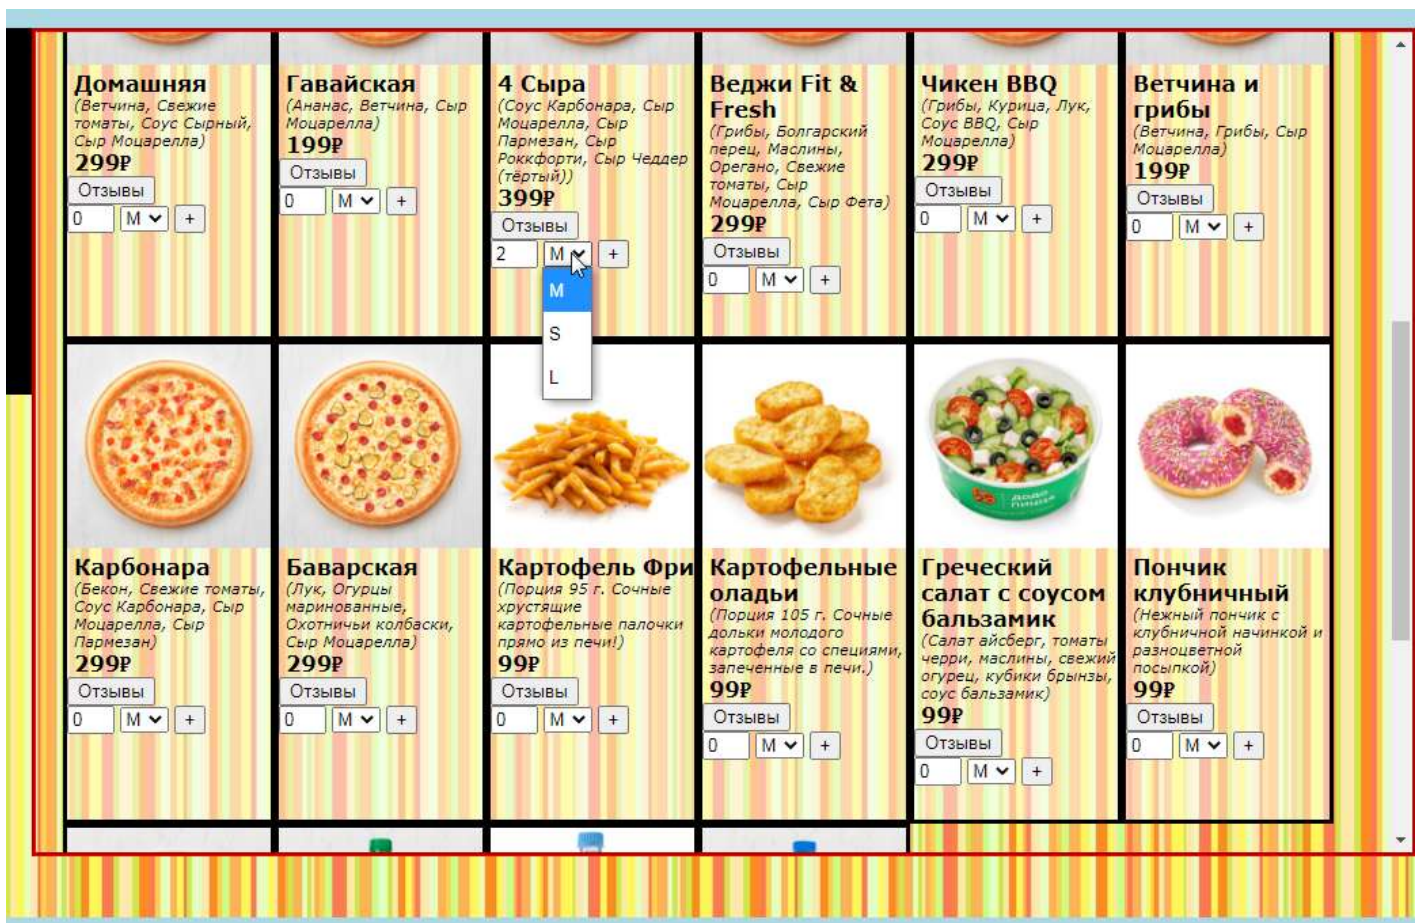 Домашняя
(Ветчина, Свежие
томаты, Соус Сырный,
Сыр Моцарелла)
299₽
Отзывы
0 M +
Гавайская
(Ананас, Ветчина, Сыр
Моцарелла)
199₽
Отзывы
0 M +
4 Сыра
(Соус Карбонара, Сыр
Моцарелла, Сыр
Пармезан, Сыр
Роккфорти, Сыр Чеддер
(тёртый))
399₽
Отзывы
2 M +
M
S
L
Веджи Fit &
Fresh
(Грибы, Болгарский
перец, Маслины,
Орегано, Свежие
томаты, Сыр
Моцарелла, Сыр Фета)
299₽
Отзывы
0 M +
Чикен BBQ
(Грибы, Курица, Лук,
Соус BBQ, Сыр
Моцарелла)
299₽
Отзывы
0 M +
Ветчина и
грибы
(Ветчина, Грибы, Сыр
Моцарелла)
199₽
Отзывы
0 M +
Карбонара
(Бекон, Свежие томаты,
Соус Карбонара, Сыр
Моцарелла, Сыр
Пармезан)
299₽
Отзывы
0 M +
Баварская
(Лук, Огурцы
маринованные,
Охотничьи колбаски,
Сыр Моцарелла)
299₽
Отзывы
0 M +
Картофель Фри
(Порция 95 г. Сочные
хрустящие
картофельные палочки
прямо из печи!)
99₽
Отзывы
0 M +
Картофельные
оладьи
(Порция 105 г. Сочные
дольки молодого
картофеля со специями,
запеченные в печи.)
99₽
Отзывы
0 M +
додо
пицца
Греческий
салат с соусом
бальзамик
(Салат айсберг, томаты
черри, маслины, свежий
огурец, кубики брынзы,
соус бальзамик)
99₽
Отзывы
0 M +
Пончик
клубничный
(Нежный пончик с
клубничной начинкой и
разноцветной
посыпкой)
99₽
Отзывы
0 M +